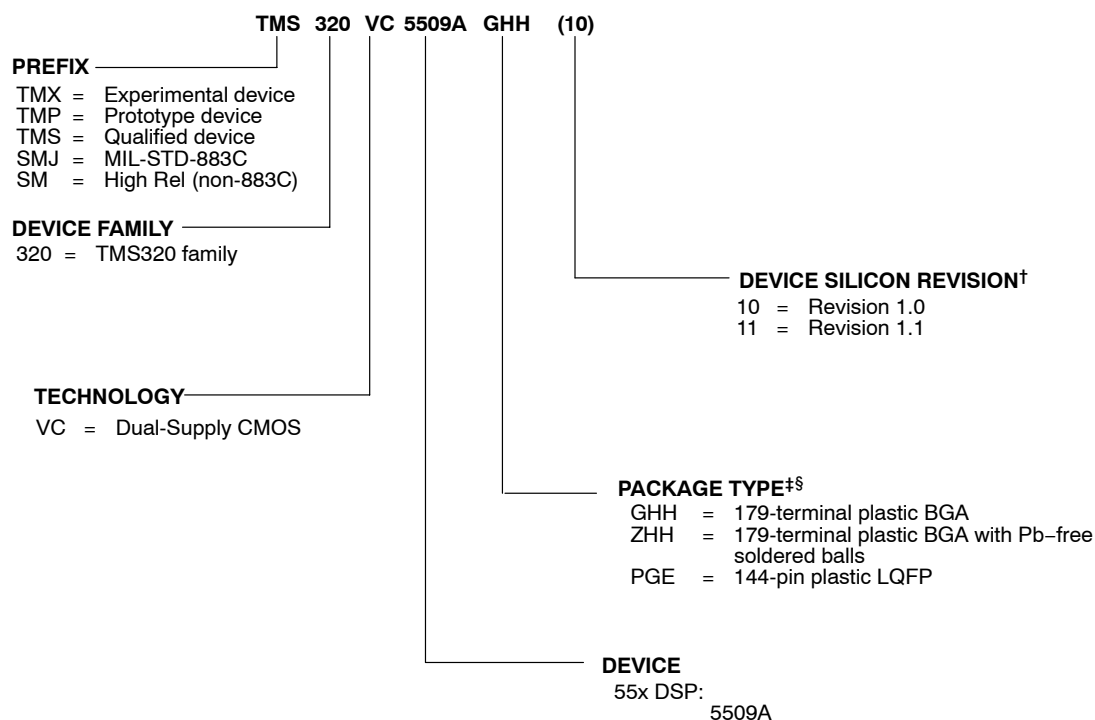 TMS 320 VC 5509A GHH (10)
PREFIX
TMX = Experimental device
TMP = Prototype device
TMS = Qualified device
SMJ = MIL-STD-883C
SM = High Rel (non-883C)
DEVICE FAMILY
320 = TMS320 family
DEVICE SILICON REVISION†
10 = Revision 1.0
11 = Revision 1.1
TECHNOLOGY
VC = Dual-Supply CMOS
PACKAGE TYPE‡§
GHH = 179-terminal plastic BGA
ZHH = 179-terminal plastic BGA with Pb−free
soldered balls
PGE = 144-pin plastic LQFP
DEVICE
55x DSP:
5509A